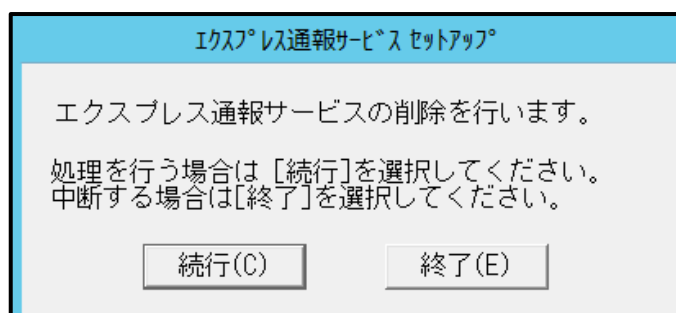 ｴｸｽﾌﾟﾚｽ通報ｻｰﾋﾞｽ ｾｯﾄｱｯﾌﾟ
エクスプレス通報サービスの削除を行います。
処理を行う場合は [続行]を選択してください。
中断する場合は[終了]を選択してください。
続行(C) 終了(E)